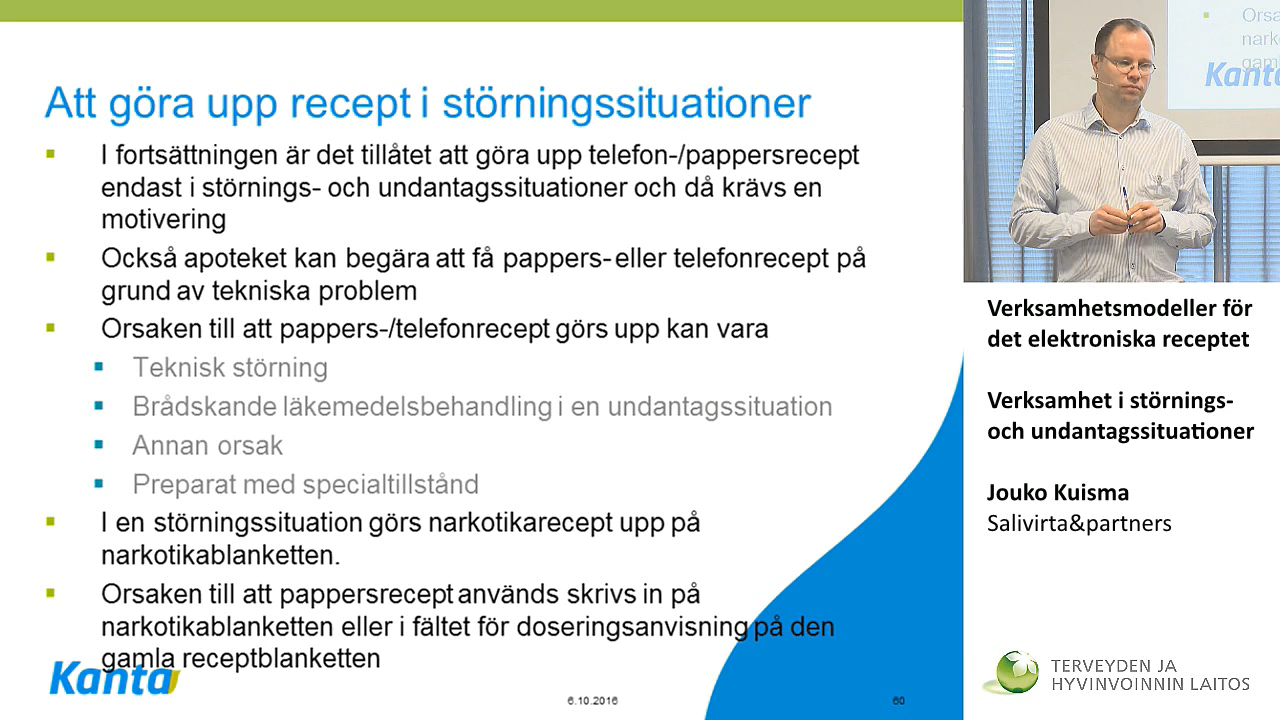 Att göra upp recept i störningssituationer
I fortsättningen är det tillåtet att göra upp telefon-/pappersrecept
endast i störnings- och undantagssituationer och då krävs en
motivering
Också apoteket kan begära att få pappers- eller telefonrecept på
grund av tekniska problem
Orsaken till att pappers-/telefonrecept görs upp kan vara
Teknisk störning
Brådskande läkemedelsbehandling i en undantagssituation
Annan orsak
Preparat med specialtillstånd
I en störningssituation görs narkotikarecept upp på
narkotikablanketten.
Orsaken till att pappersrecept används skrivs in på
narkotikablanketten eller i fältet för doseringsanvisning på den
gamla receptblanketten
Kanta
6.10.2016
60
Orsa
nark
gaml
Kanta
Verksamhetsmodeller för
det elektroniska receptet
Verksamhet i störnings-
och undantagssituationer
Jouko Kuisma
Salivirta&partners
TERVEYDEN JA
HYVINVOINNIN LAITOS